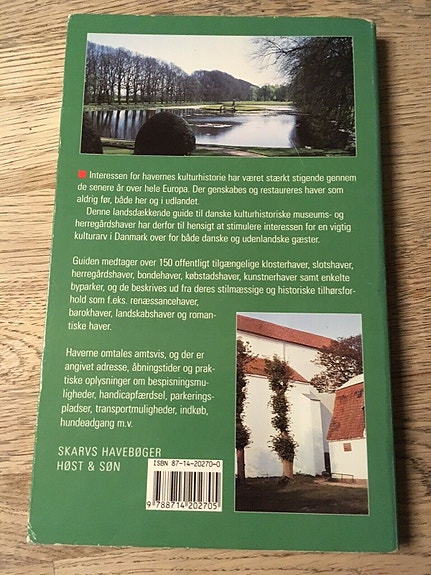 Interessen for havernes kulturhistorie har været stærkt stigende gennem
de senere år over hele Europa. Der genskabes og restaureres haver som
aldrig før, både her og i udlandet.
Denne landsdækkende guide til danske kulturhistoriske museums- og
herregårdshaver har derfor til hensigt at stimulere interessen for en vigtig
kulturarv i Danmark over for både danske og udenlandske gæster.
Guiden medtager over 150 offentligt tilgængelige klosterhaver, slotshaver,
herregårdshaver, bondehaver, købstadshaver, kunstnerhaver samt enkelte
byparker, og de beskrives ud fra deres stilmæssige og historiske tilhørsfor-
hold som f.eks. renæssancehaver,
barokhaver, landskabshaver og roman-
tiske haver.
Haverne omtales amtsvis, og der er
angivet adresse, åbningstider og prak-
tiske oplysninger om bespisningsmu-
ligheder, handicapfærdsel, parkerings-
pladser, transportmuligheder, indkøb,
hundeadgang m.v.
SKARVS HAVEBØGER
HØST & SØN
ISBN 87-14-20270-0
9 788714 202705